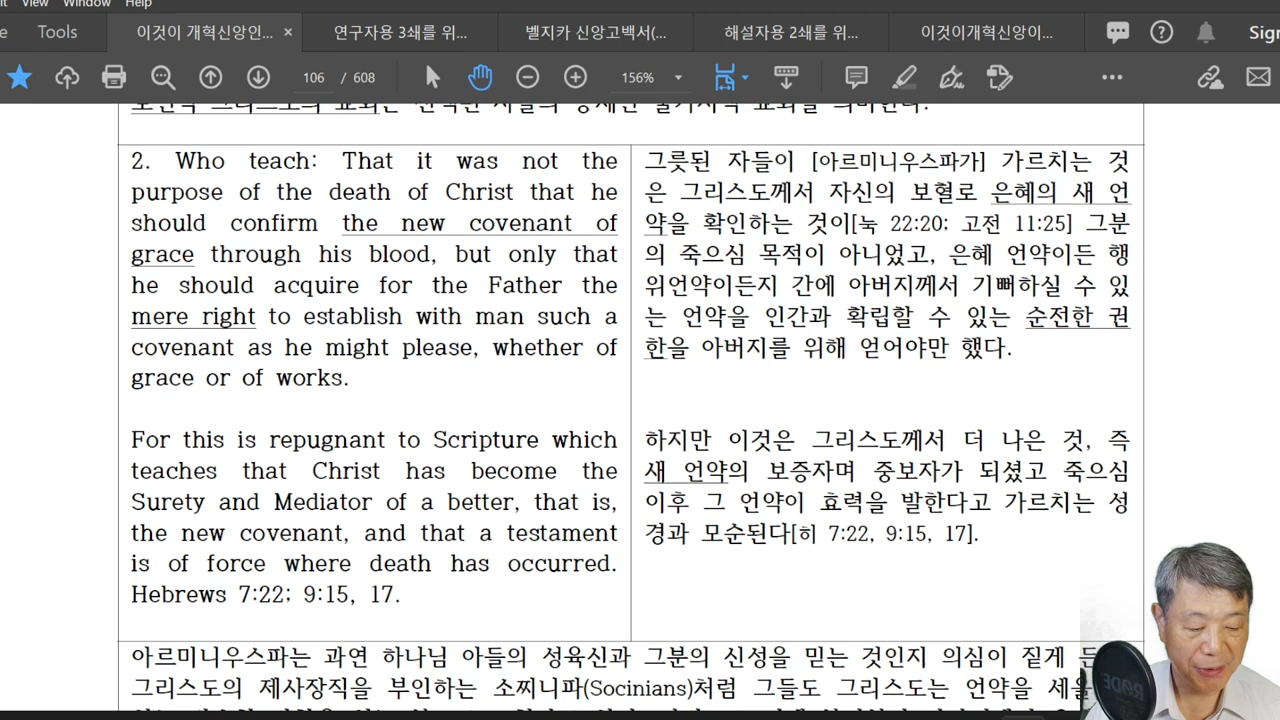 Window Help
Tools
이것이 개혁신앙인... ×
연구자용 3쇄를 위...
벨지카 신앙고백서(...
해설자용 2쇄를 위...
이것이개혁신앙이...
106 / 608
156%
2. Who teach: That it was not the
purpose of the death of Christ that he
should confirm the new covenant of
grace through his blood, but only that
he should acquire for the Father the
mere right to establish with man such a
covenant as he might please, whether of
grace or of works.
For this is repugnant to Scripture which
teaches that Christ has become the
Surety and Mediator of a better, that is,
the new covenant, and that a testament
is of force where death has occurred.
Hebrews 7:22; 9:15, 17.
그릇된 자들이 [아르미니우스파가] 가르치는 것
은 그리스도께서 자신의 보혈로 은혜의 새 언
약을 확인하는 것이[눅 22:20; 고전 11:25] 그분
의 죽으심 목적이 아니었고, 은혜 언약이든 행
위언약이든지 간에 아버지께서 기뻐하실 수 있
는 언약을 인간과 확립할 수 있는 순전한 권
한을 아버지를 위해 얻어야만 했다.
하지만 이것은 그리스도께서 더 나은 것, 즉
새 언약의 보증자며 중보자가 되셨고 죽으심
이후 그 언약이 효력을 발한다고 가르치는 성
경과 모순된다[히 7:22, 9:15, 17].
아르미니우스파는 과연 하나님 아들의 성육신과 그분의 신성을 믿는 것인지 의심이 짙게 든
그리스도의 제사장직을 부인하는 소찌니파(Socinians)처럼 그들도 그리스도는 언약을 세울
RØDE